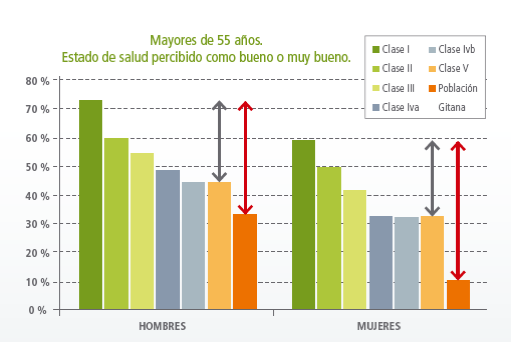 Mayores de 55 años.
Estado de salud percibido como bueno o muy bueno.
Clase I
Clase Ivb
Clase II
Clase V
Clase III
Población
Clase Iva
Gitana
80 %
70 %
60 %
50 %
40 %
30 %
20 %
10 %
0 %
HOMBRES
MUJERES